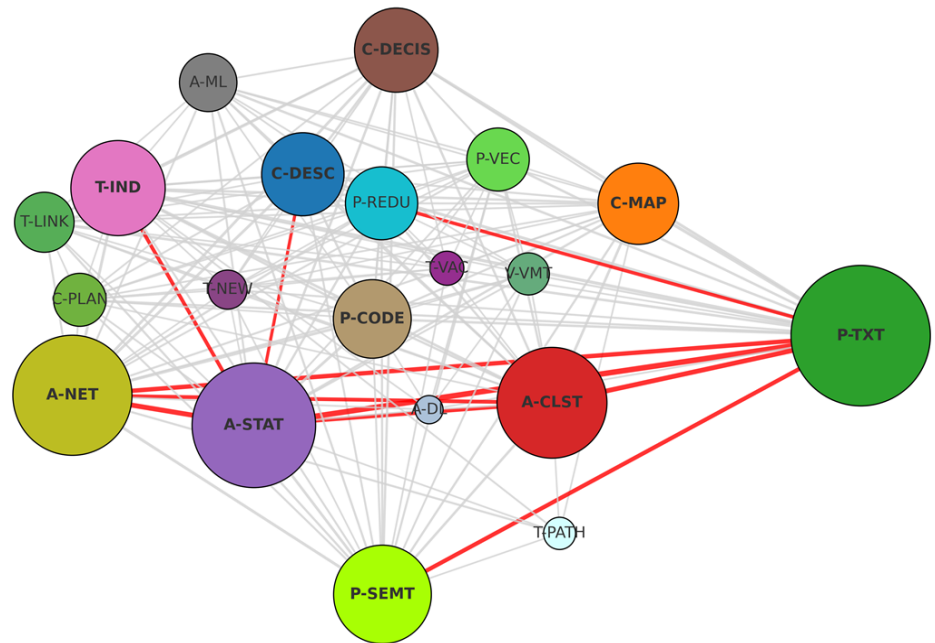 C-DECIS
A-ML
P-VEC
C-DESC
T-IND
P-REDU
C-MAP
T-LINK
T-VAC
V-VMT
T-NEW
C-PLAN
P-CODE
P-TXT
A-NET
A-CLST
A-DL
A-STAT
T-PATH
P-SEMT